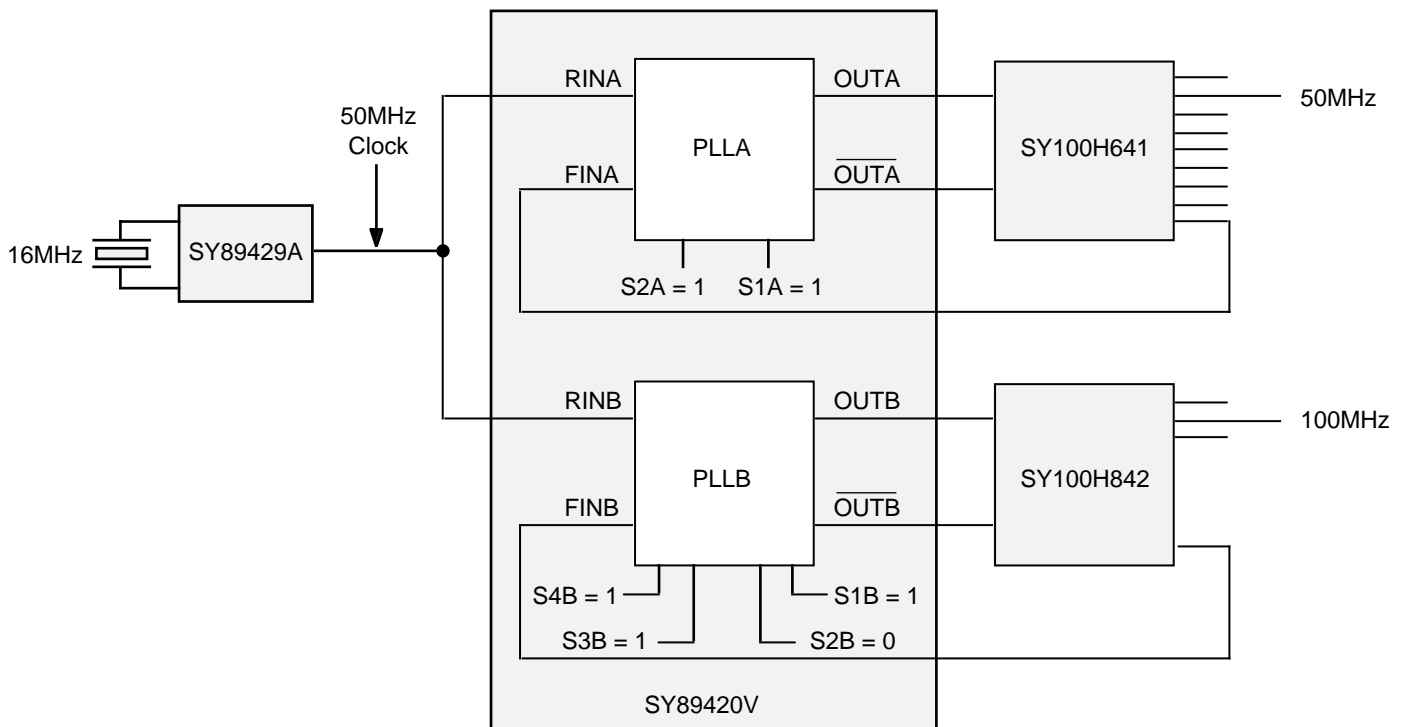 16MHz
SY89429A
50MHz
Clock
RINA
FINA
PLLA
OUTA
OUTA
S2A = 1
S1A = 1
SY100H641
50MHz
RINB
FINB
PLLB
OUTB
OUTB
S4B = 1
S1B = 1
S3B = 1
S2B = 0
SY100H842
100MHz
SY89420V